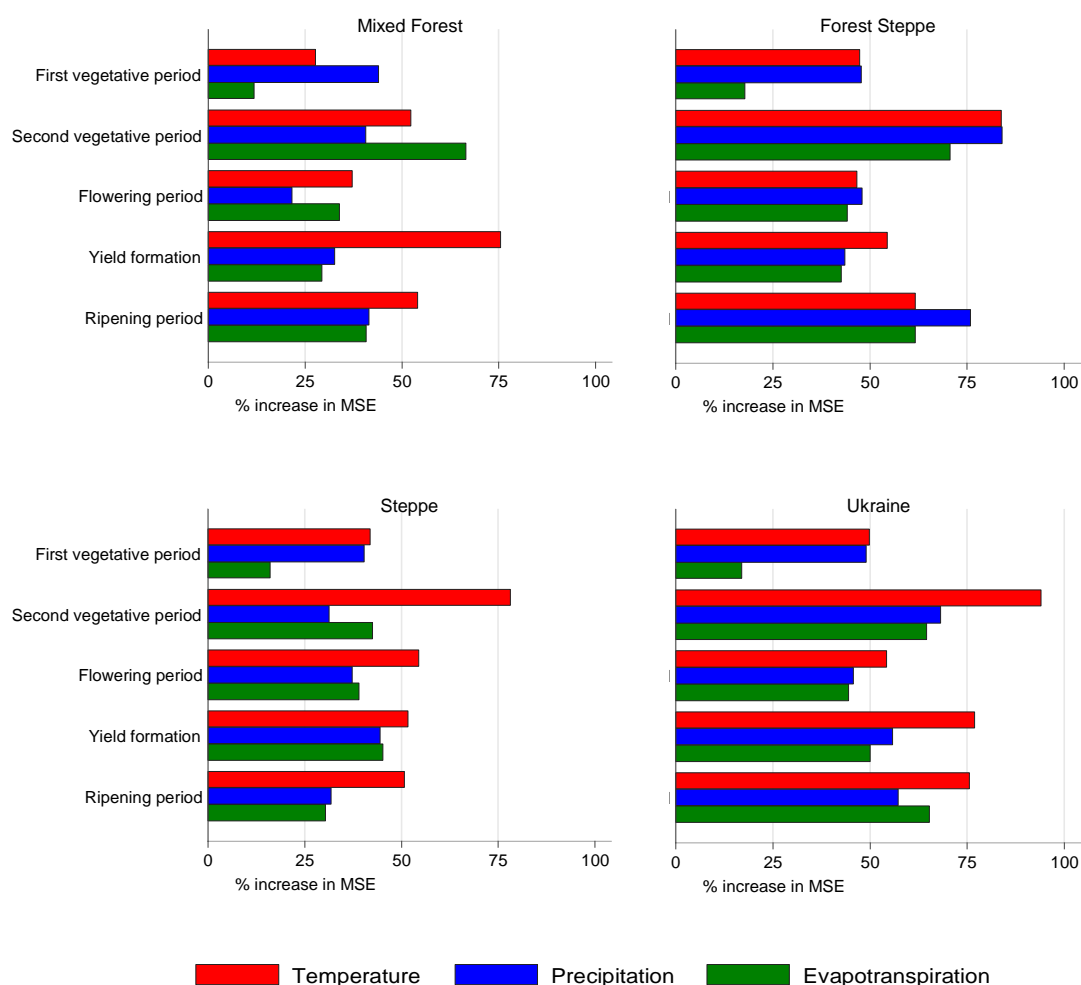 Mixed Forest
Forest Steppe
First vegetative period
Second vegetative period
Flowering period
Yield formation
Ripening period
0 25 50 75 100
% increase in MSE
0 25 50 75 100
% increase in MSE
Steppe
Ukraine
First vegetative period
Second vegetative period
Flowering period
Yield formation
Ripening period
0 25 50 75 100
% increase in MSE
0 25 50 75 100
% increase in MSE
Temperature Precipitation Evapotranspiration